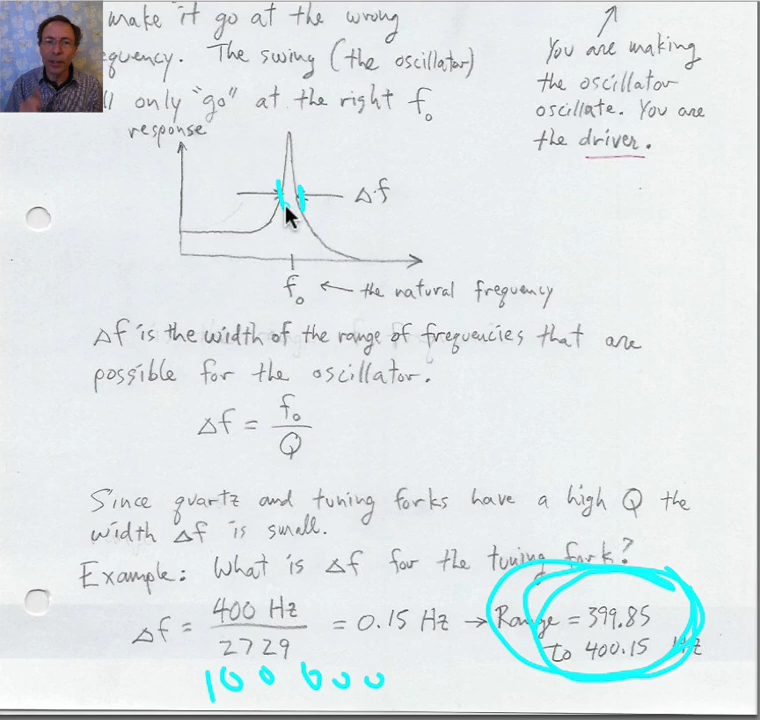 make it go at the wrong
equency. The swing (the oscillator)
only "go" at the right f₀
You are making
the oscillator
oscillate. You are
the driver.
response
Δf
f₀ ← the natural frequency
Δf is the width of the range of frequencies that are
possible for the oscillator.
Δf = f₀ / Q
Since quartz and tuning forks have a high Q the
width Δf is small.
Example: What is Δf for the tuning fork?
Δf = 400 Hz / 2729 = 0.15 Hz → Range = 399.85
to 400.15 Hz
100 000